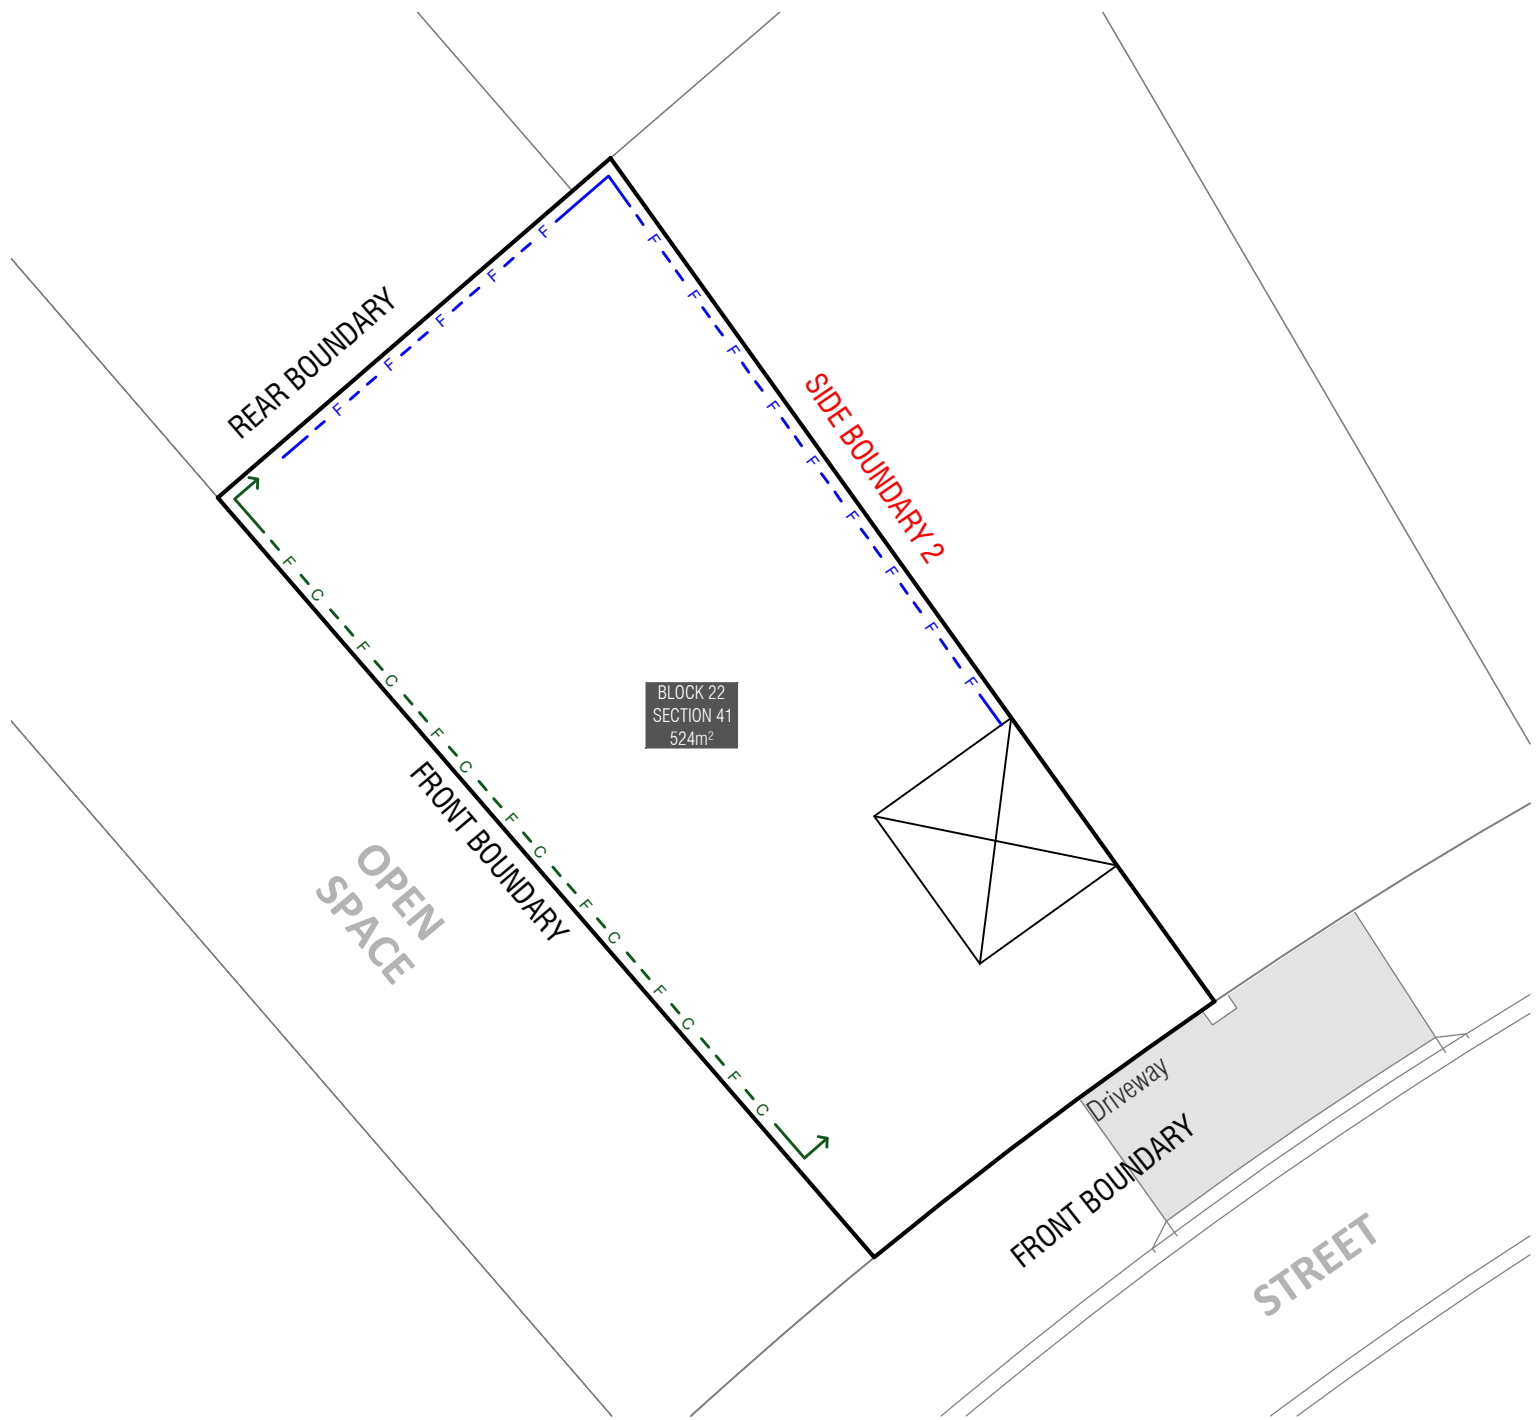 REAR BOUNDARY
F
F
F
F
F
SIDE BOUNDARY 2
F
F
F
F
F
F
F
F
F
BLOCK 22
SECTION 41
524m²
F
C
F
C
F
C
F
C
F
C
F
C
F
C
FRONT BOUNDARY
OPEN
SPACE
Driveway
FRONT BOUNDARY
STREET